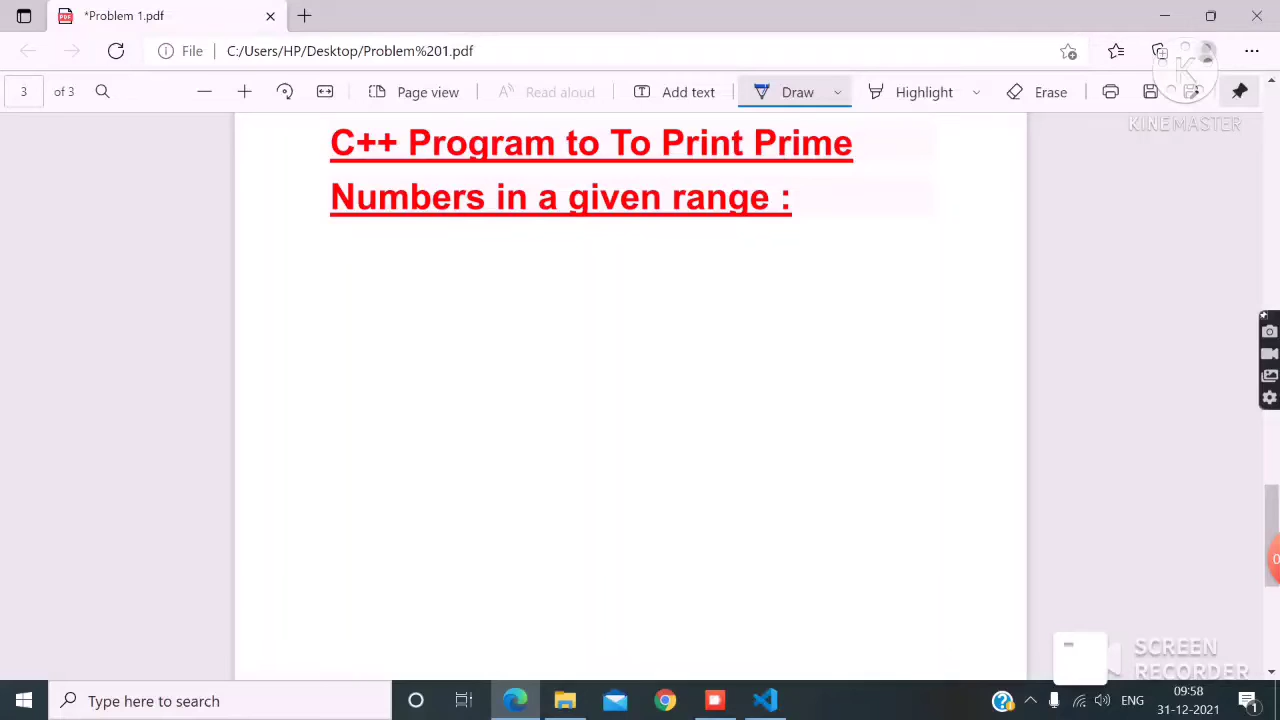 *Problem 1.pdf
File C:/Users/HP/Desktop/Problem%201.pdf
3 of 3 Page view Read aloud Add text Draw Highlight Erase
K
KINEMASTER
C++ Program to To Print Prime
Numbers in a given range :
SCREEN
RECORDER
Type here to search
ENG
09:58
31-12-2021